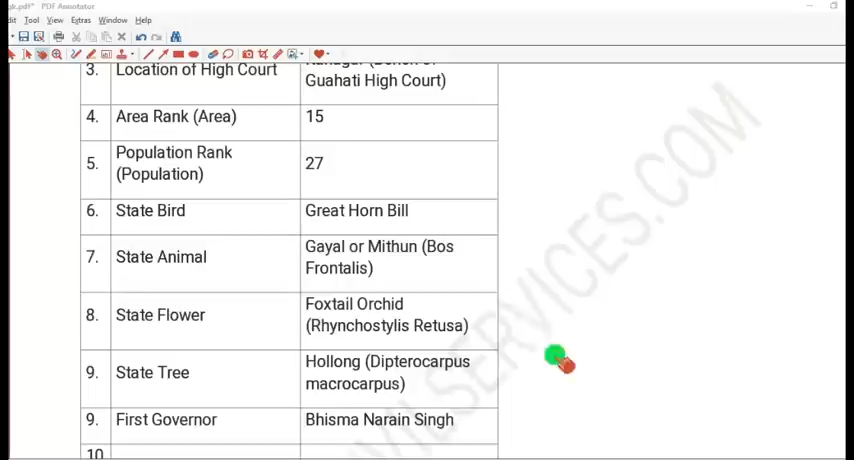 PDF Annotator
Tool View Extras Window Help
3. Location of High Court
Guahati High Court)
4. Area Rank (Area) 15
5. Population Rank (Population) 27
6. State Bird Great Horn Bill
7. State Animal Gayal or Mithun (Bos
Frontalis)
8. State Flower Foxtail Orchid
(Rhynchostylis Retusa)
9. State Tree Hollong (Dipterocarpus
macrocarpus)
9. First Governor Bhisma Narain Singh
10
CIVILSERVICES.COM